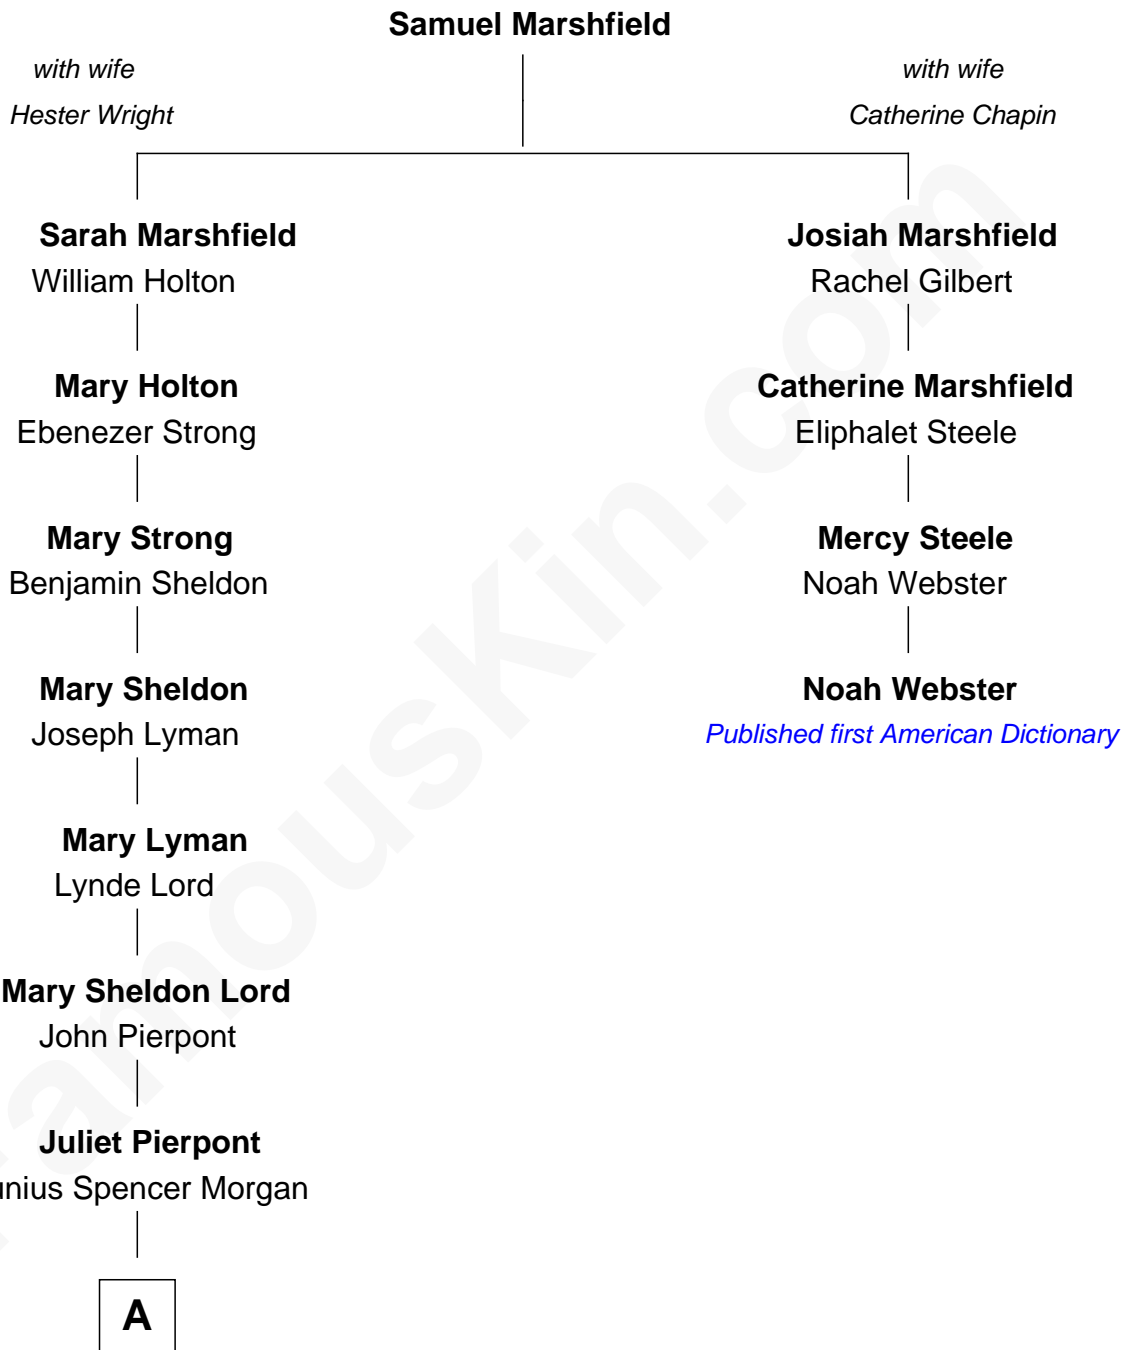 Samuel Marshfield
with wife
Hester Wright
with wife
Catherine Chapin
Sarah Marshfield
William Holton
Josiah Marshfield
Rachel Gilbert
Mary Holton
Ebenezer Strong
Catherine Marshfield
Eliphalet Steele
Mary Strong
Benjamin Sheldon
Mercy Steele
Noah Webster
Mary Sheldon
Joseph Lyman
Noah Webster
Published first American Dictionary
Mary Lyman
Lynde Lord
Mary Sheldon Lord
John Pierpont
Juliet Pierpont
unius Spencer Morgan
A
FamousKin.com